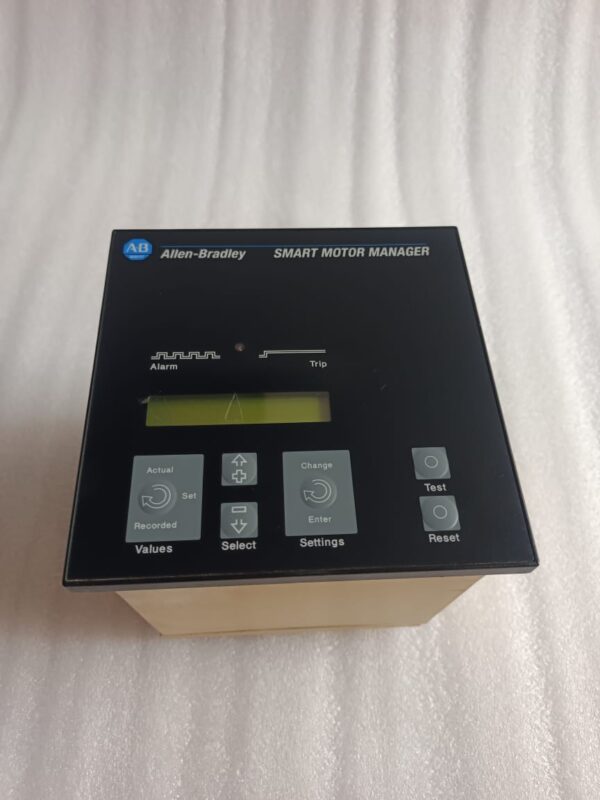 AB
Allen-Bradley SMART MOTOR MANAGER
Alarm Trip
Actual
Set
Recorded
Values
Select
Change
Enter
Settings
Test
Reset